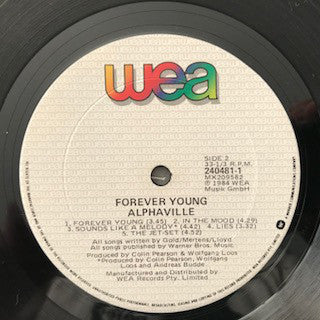 wea
SIDE 2
33-1/3 R.P.M.
240481-1
MX209582
℗ 1984 WEA
Musik GmbH
FOREVER YOUNG
ALPHAVILLE
1. FOREVER YOUNG (3.45) 2. IN THE MOOD (4.29)
3. SOUNDS LIKE A MELODY* (4.42) 4. LIES (3.32)
5. THE JET-SET (4.52)
All songs written by Gold/Mertens/Lloyd
All songs published by Warner Bros. Music
Produced by Colin Pearson & Wolfgang Loos
*Produced by Colin Pearson, Wolfgang
Loos and Andreas Budde
Manufactured and Distributed by
WEA Records Pty. Limited